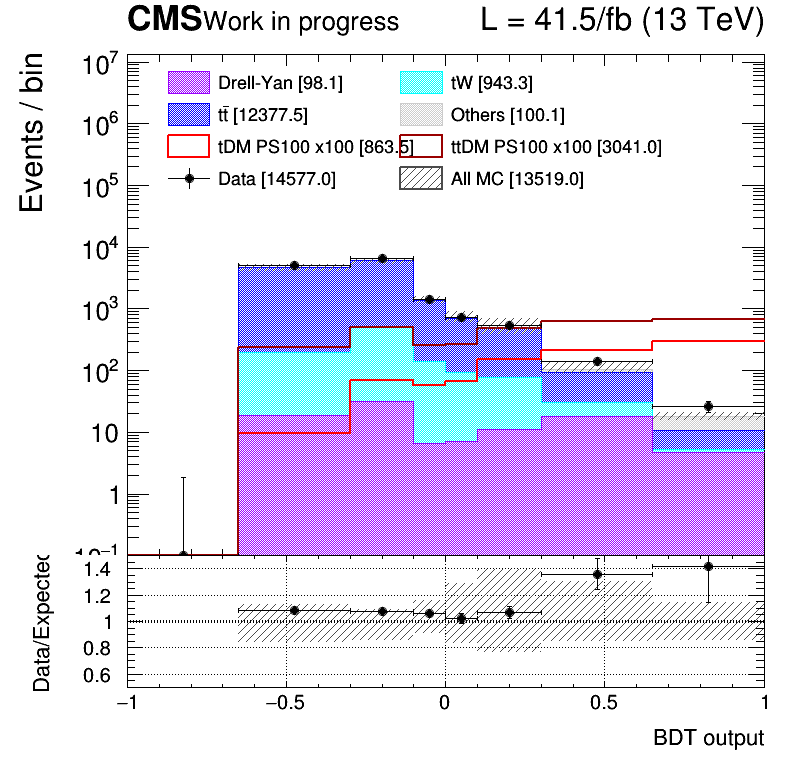 CMS Work in progress L = 41.5/fb (13 TeV)
Events / bin
10⁷
10⁶
10⁵
10⁴
10³
10²
10
1
10⁻¹
Drell-Yan [98.1] tW [943.3]
tt̄ [12377.5] Others [100.1]
tDM PS100 x100 [863.5] ttDM PS100 x100 [3041.0]
Data [14577.0] All MC [13519.0]
Data/Expected
1.4
1.2
1
0.8
0.6
−1 −0.5 0 0.5 1
BDT output